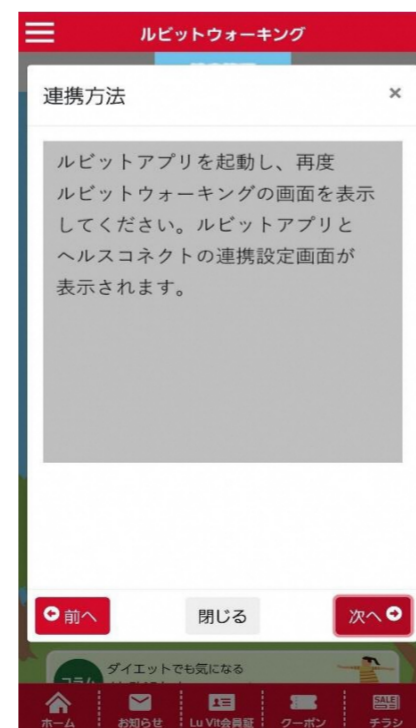 ルビットウォーキング
連携方法
×
ルビットアプリを起動し、再度
ルビットウォーキングの画面を表示
してください。ルビットアプリと
ヘルスコネクトの連携設定画面が
表示されます。
前へ
閉じる
次へ
コラム
ダイエットでも気になる
SALE
ホーム
お知らせ
Lu Vit会員証
クーポン
チラシ